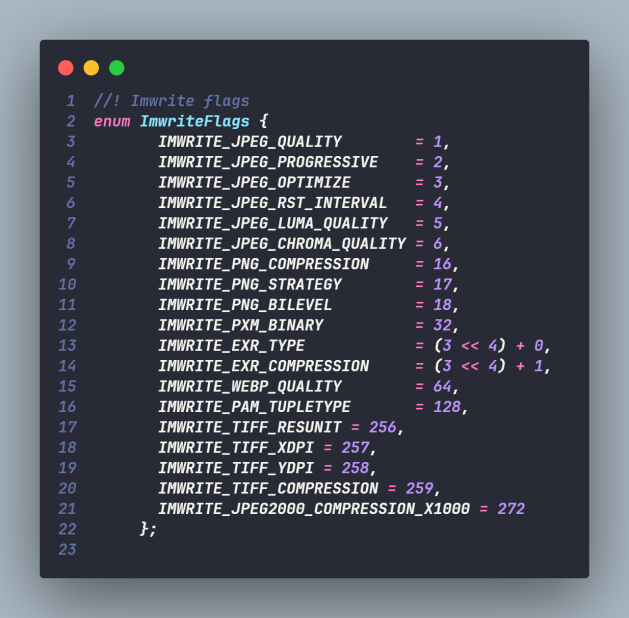 1 //! Imwrite flags
2 enum ImwriteFlags {
3 IMWRITE_JPEG_QUALITY = 1,
4 IMWRITE_JPEG_PROGRESSIVE = 2,
5 IMWRITE_JPEG_OPTIMIZE = 3,
6 IMWRITE_JPEG_RST_INTERVAL = 4,
7 IMWRITE_JPEG_LUMA_QUALITY = 5,
8 IMWRITE_JPEG_CHROMA_QUALITY = 6,
9 IMWRITE_PNG_COMPRESSION = 16,
10 IMWRITE_PNG_STRATEGY = 17,
11 IMWRITE_PNG_BILEVEL = 18,
12 IMWRITE_PXM_BINARY = 32,
13 IMWRITE_EXR_TYPE = (3 << 4) + 0,
14 IMWRITE_EXR_COMPRESSION = (3 << 4) + 1,
15 IMWRITE_WEBP_QUALITY = 64,
16 IMWRITE_PAM_TUPLETYPE = 128,
17 IMWRITE_TIFF_RESUNIT = 256,
18 IMWRITE_TIFF_XDPI = 257,
19 IMWRITE_TIFF_YDPI = 258,
20 IMWRITE_TIFF_COMPRESSION = 259,
21 IMWRITE_JPEG2000_COMPRESSION_X1000 = 272
22 };
23